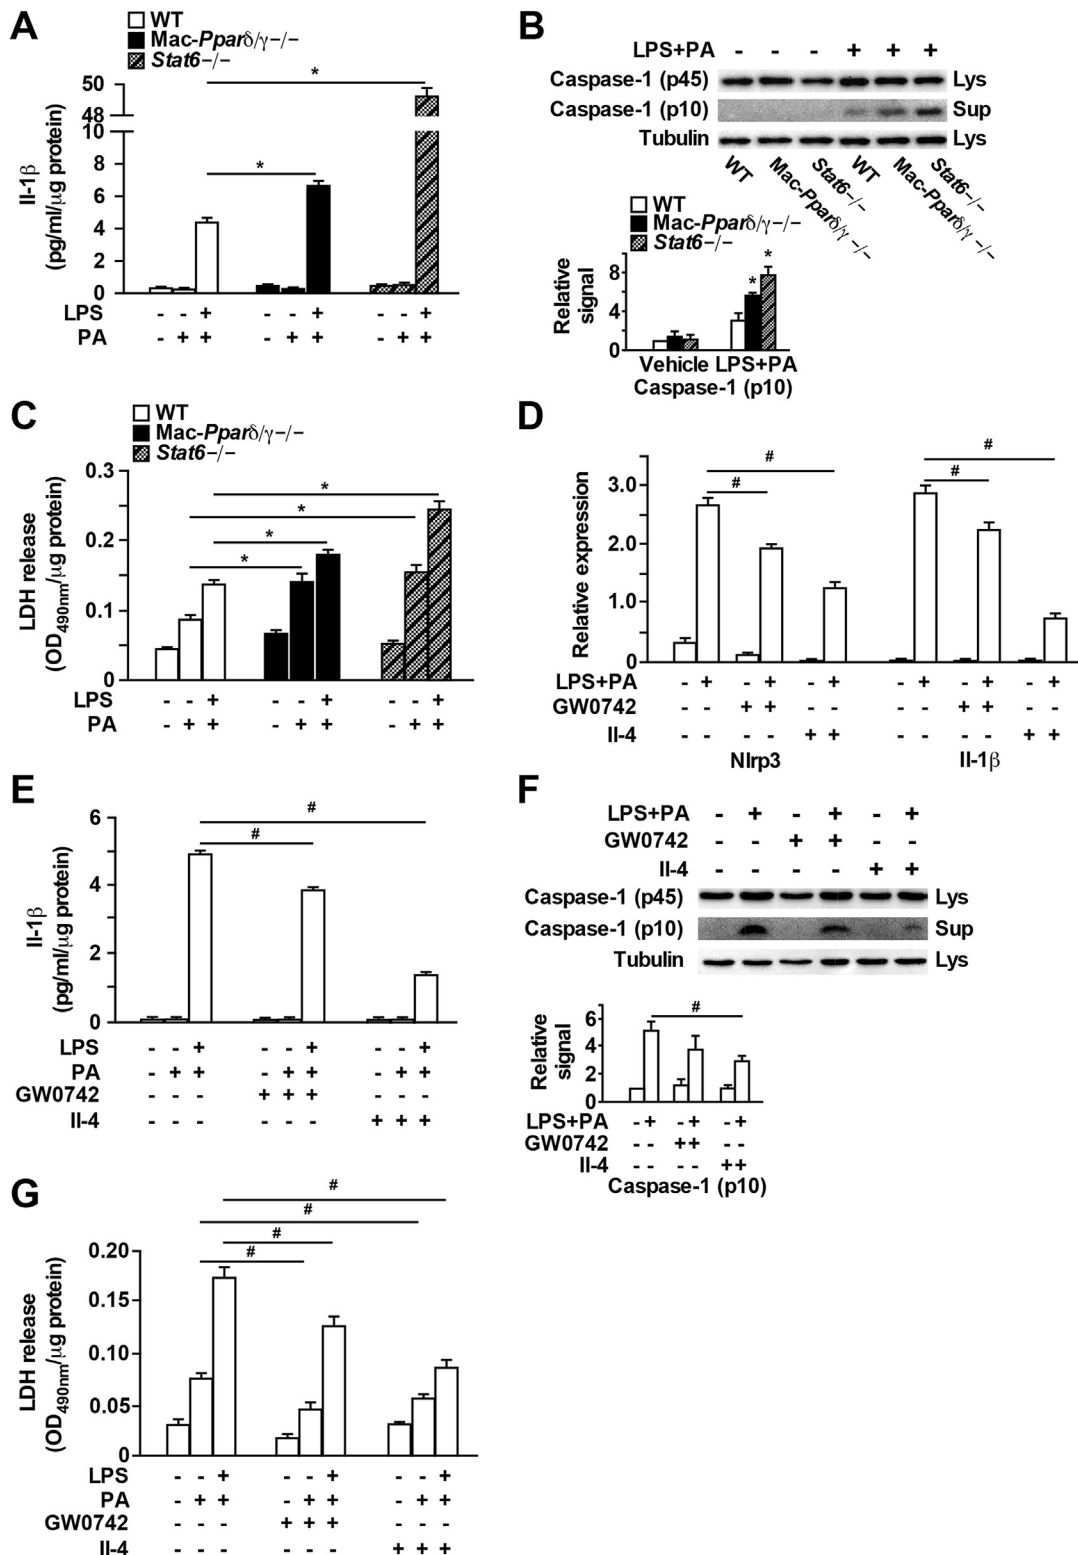 A
WT
Mac-Pparδ/γ−/−
Stat6−/−
50
48
10
8
6
4
2
0
Il-1β
(pg/ml/μg protein)
*
*
LPS - - + - - + - - +
PA - + + - + + - + +
B
LPS+PA - - - + + +
Caspase-1 (p45) Lys
Caspase-1 (p10) Sup
Tubulin Lys
WT Mac-Pparδ/γ −/− Stat6−/− WT Mac-Pparδ/γ −/− Stat6−/−
WT
Mac-Pparδ/γ−/−
Stat6−/−
Relative
signal
8
4
0
* *
Vehicle LPS+PA
Caspase-1 (p10)
C
WT
Mac-Pparδ/γ−/−
Stat6−/−
LDH release
(OD490nm/μg protein)
0.3
0.2
0.1
0
*
*
*
*
LPS - - + - - + - - +
PA - + + - + + - + +
D
Relative expression
3.0
2.0
1.0
0
# #
# #
LPS+PA - + - + - + - + - + - +
GW0742 - - + + - - - - + + - -
Il-4 - - - - + + - - - - + +
Nlrp3 Il-1β
E
Il-1β
(pg/ml/μg protein)
6
4
2
0
#
#
LPS - - + - - + - - +
PA - + + - + + - + +
GW0742 - - - + + + - - -
Il-4 - - - - - - + + +
F
LPS+PA - + - + - +
GW0742 - - + + - -
Il-4 - - - - + +
Caspase-1 (p45) Lys
Caspase-1 (p10) Sup
Tubulin Lys
Relative
signal
6
4
2
0
#
LPS+PA - + - + - +
GW0742 - - + + - -
Il-4 - - - - + +
Caspase-1 (p10)
G
LDH release
(OD490nm/μg protein)
0.20
0.15
0.10
0.05
0
#
#
#
#
LPS - - + - - + - - +
PA - + + - + + - + +
GW0742 - - - + + + - - -
Il-4 - - - - - - + + +